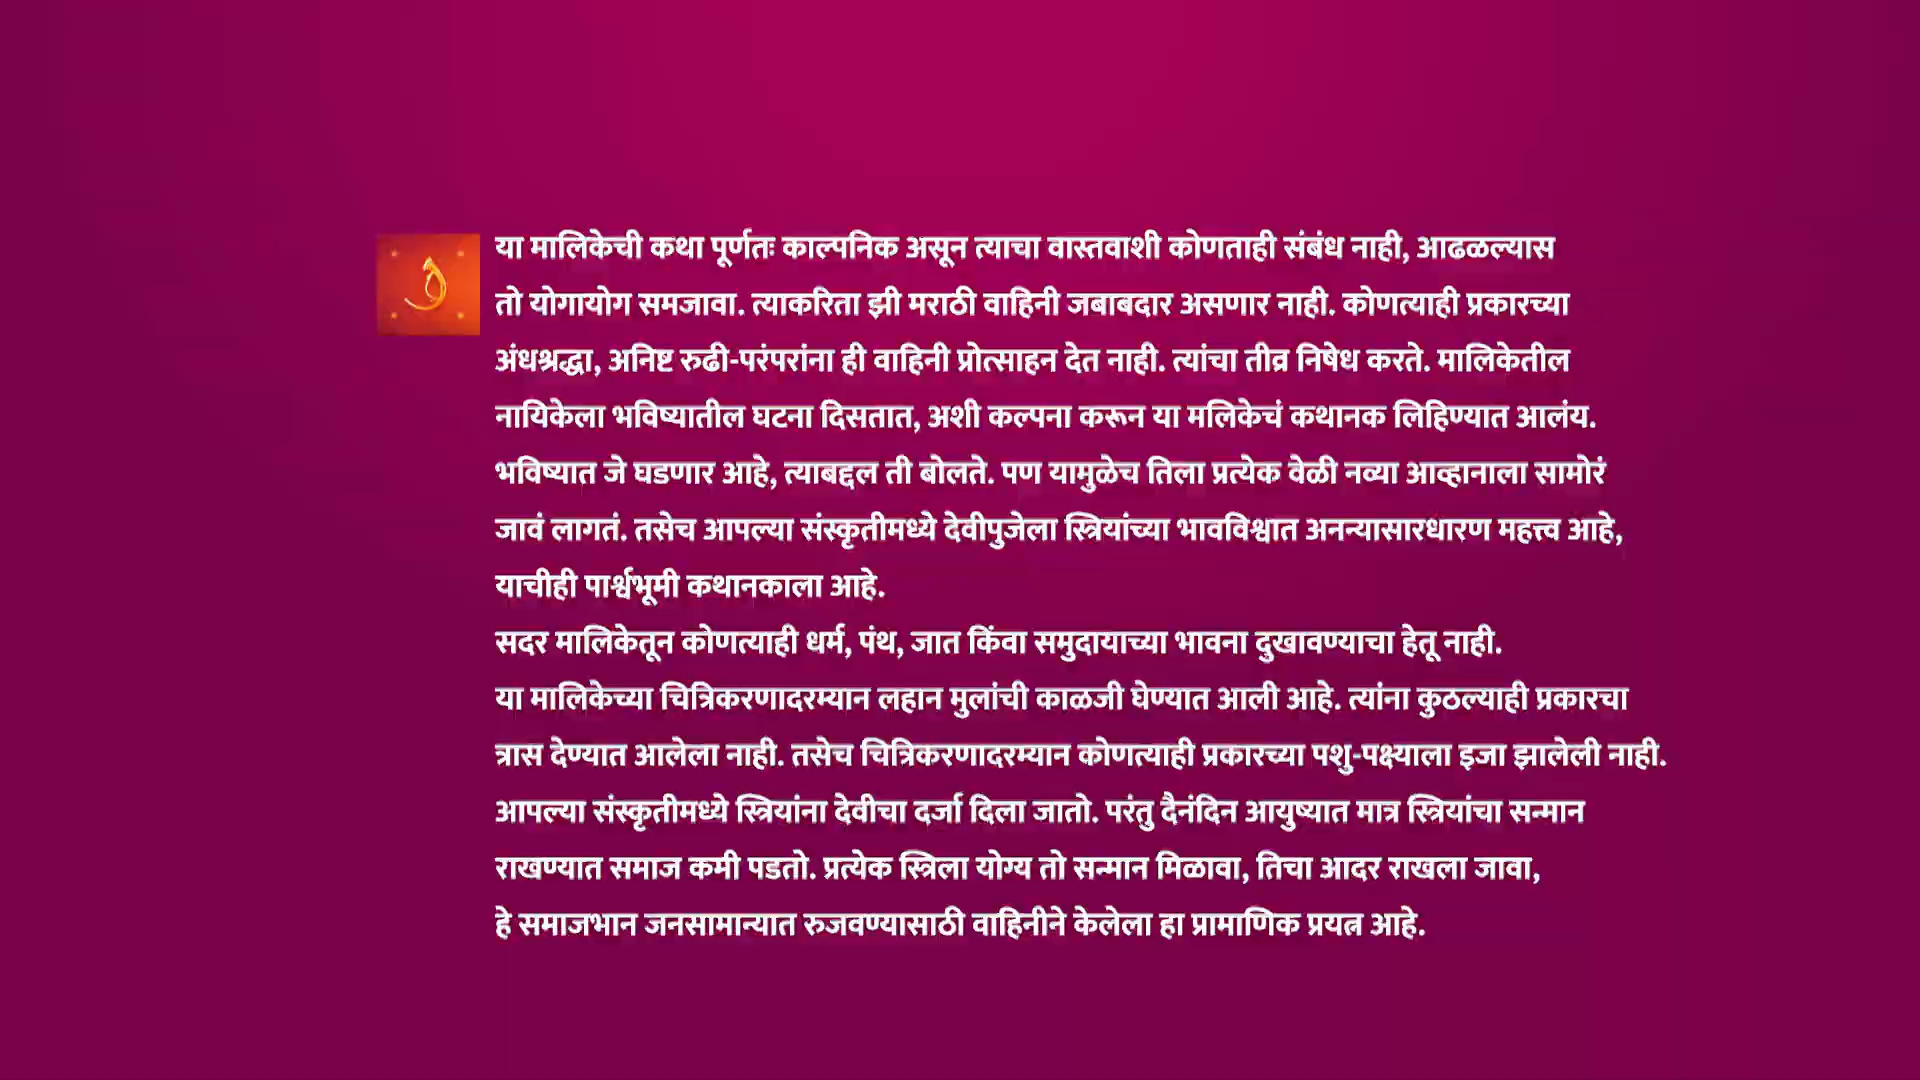 या मालिकेची कथा पूर्णतः काल्पनिक असून त्याचा वास्तवाशी कोणताही संबंध नाही, आढळल्यास
तो योगायोग समजावा. त्याकरिता झी मराठी वाहिनी जबाबदार असणार नाही. कोणत्याही प्रकारच्या
अंधश्रद्धा, अनिष्ट रुढी-परंपरांना ही वाहिनी प्रोत्साहन देत नाही. त्यांचा तीव्र निषेध करते. मालिकेतील
नायिकेला भविष्यातील घटना दिसतात, अशी कल्पना करून या मलिकेचं कथानक लिहिण्यात आलंय.
भविष्यात जे घडणार आहे, त्याबद्दल ती बोलते. पण यामुळेच तिला प्रत्येक वेळी नव्या आव्हानाला सामोरं
जावं लागतं. तसेच आपल्या संस्कृतीमध्ये देवीपुजेला स्त्रियांच्या भावविश्वात अनन्यासारधारण महत्त्व आहे,
याचीही पार्श्वभूमी कथानकाला आहे.
सदर मालिकेतून कोणत्याही धर्म, पंथ, जात किंवा समुदायाच्या भावना दुखावण्याचा हेतू नाही.
या मालिकेच्या चित्रिकरणादरम्यान लहान मुलांची काळजी घेण्यात आली आहे. त्यांना कुठल्याही प्रकारचा
त्रास देण्यात आलेला नाही. तसेच चित्रिकरणादरम्यान कोणत्याही प्रकारच्या पशु-पक्ष्याला इजा झालेली नाही.
आपल्या संस्कृतीमध्ये स्त्रियांना देवीचा दर्जा दिला जातो. परंतु दैनंदिन आयुष्यात मात्र स्त्रियांचा सन्मान
राखण्यात समाज कमी पडतो. प्रत्येक स्त्रिला योग्य तो सन्मान मिळावा, तिचा आदर राखला जावा,
हे समाजभान जनसामान्यात रुजवण्यासाठी वाहिनीने केलेला हा प्रामाणिक प्रयत्न आहे.